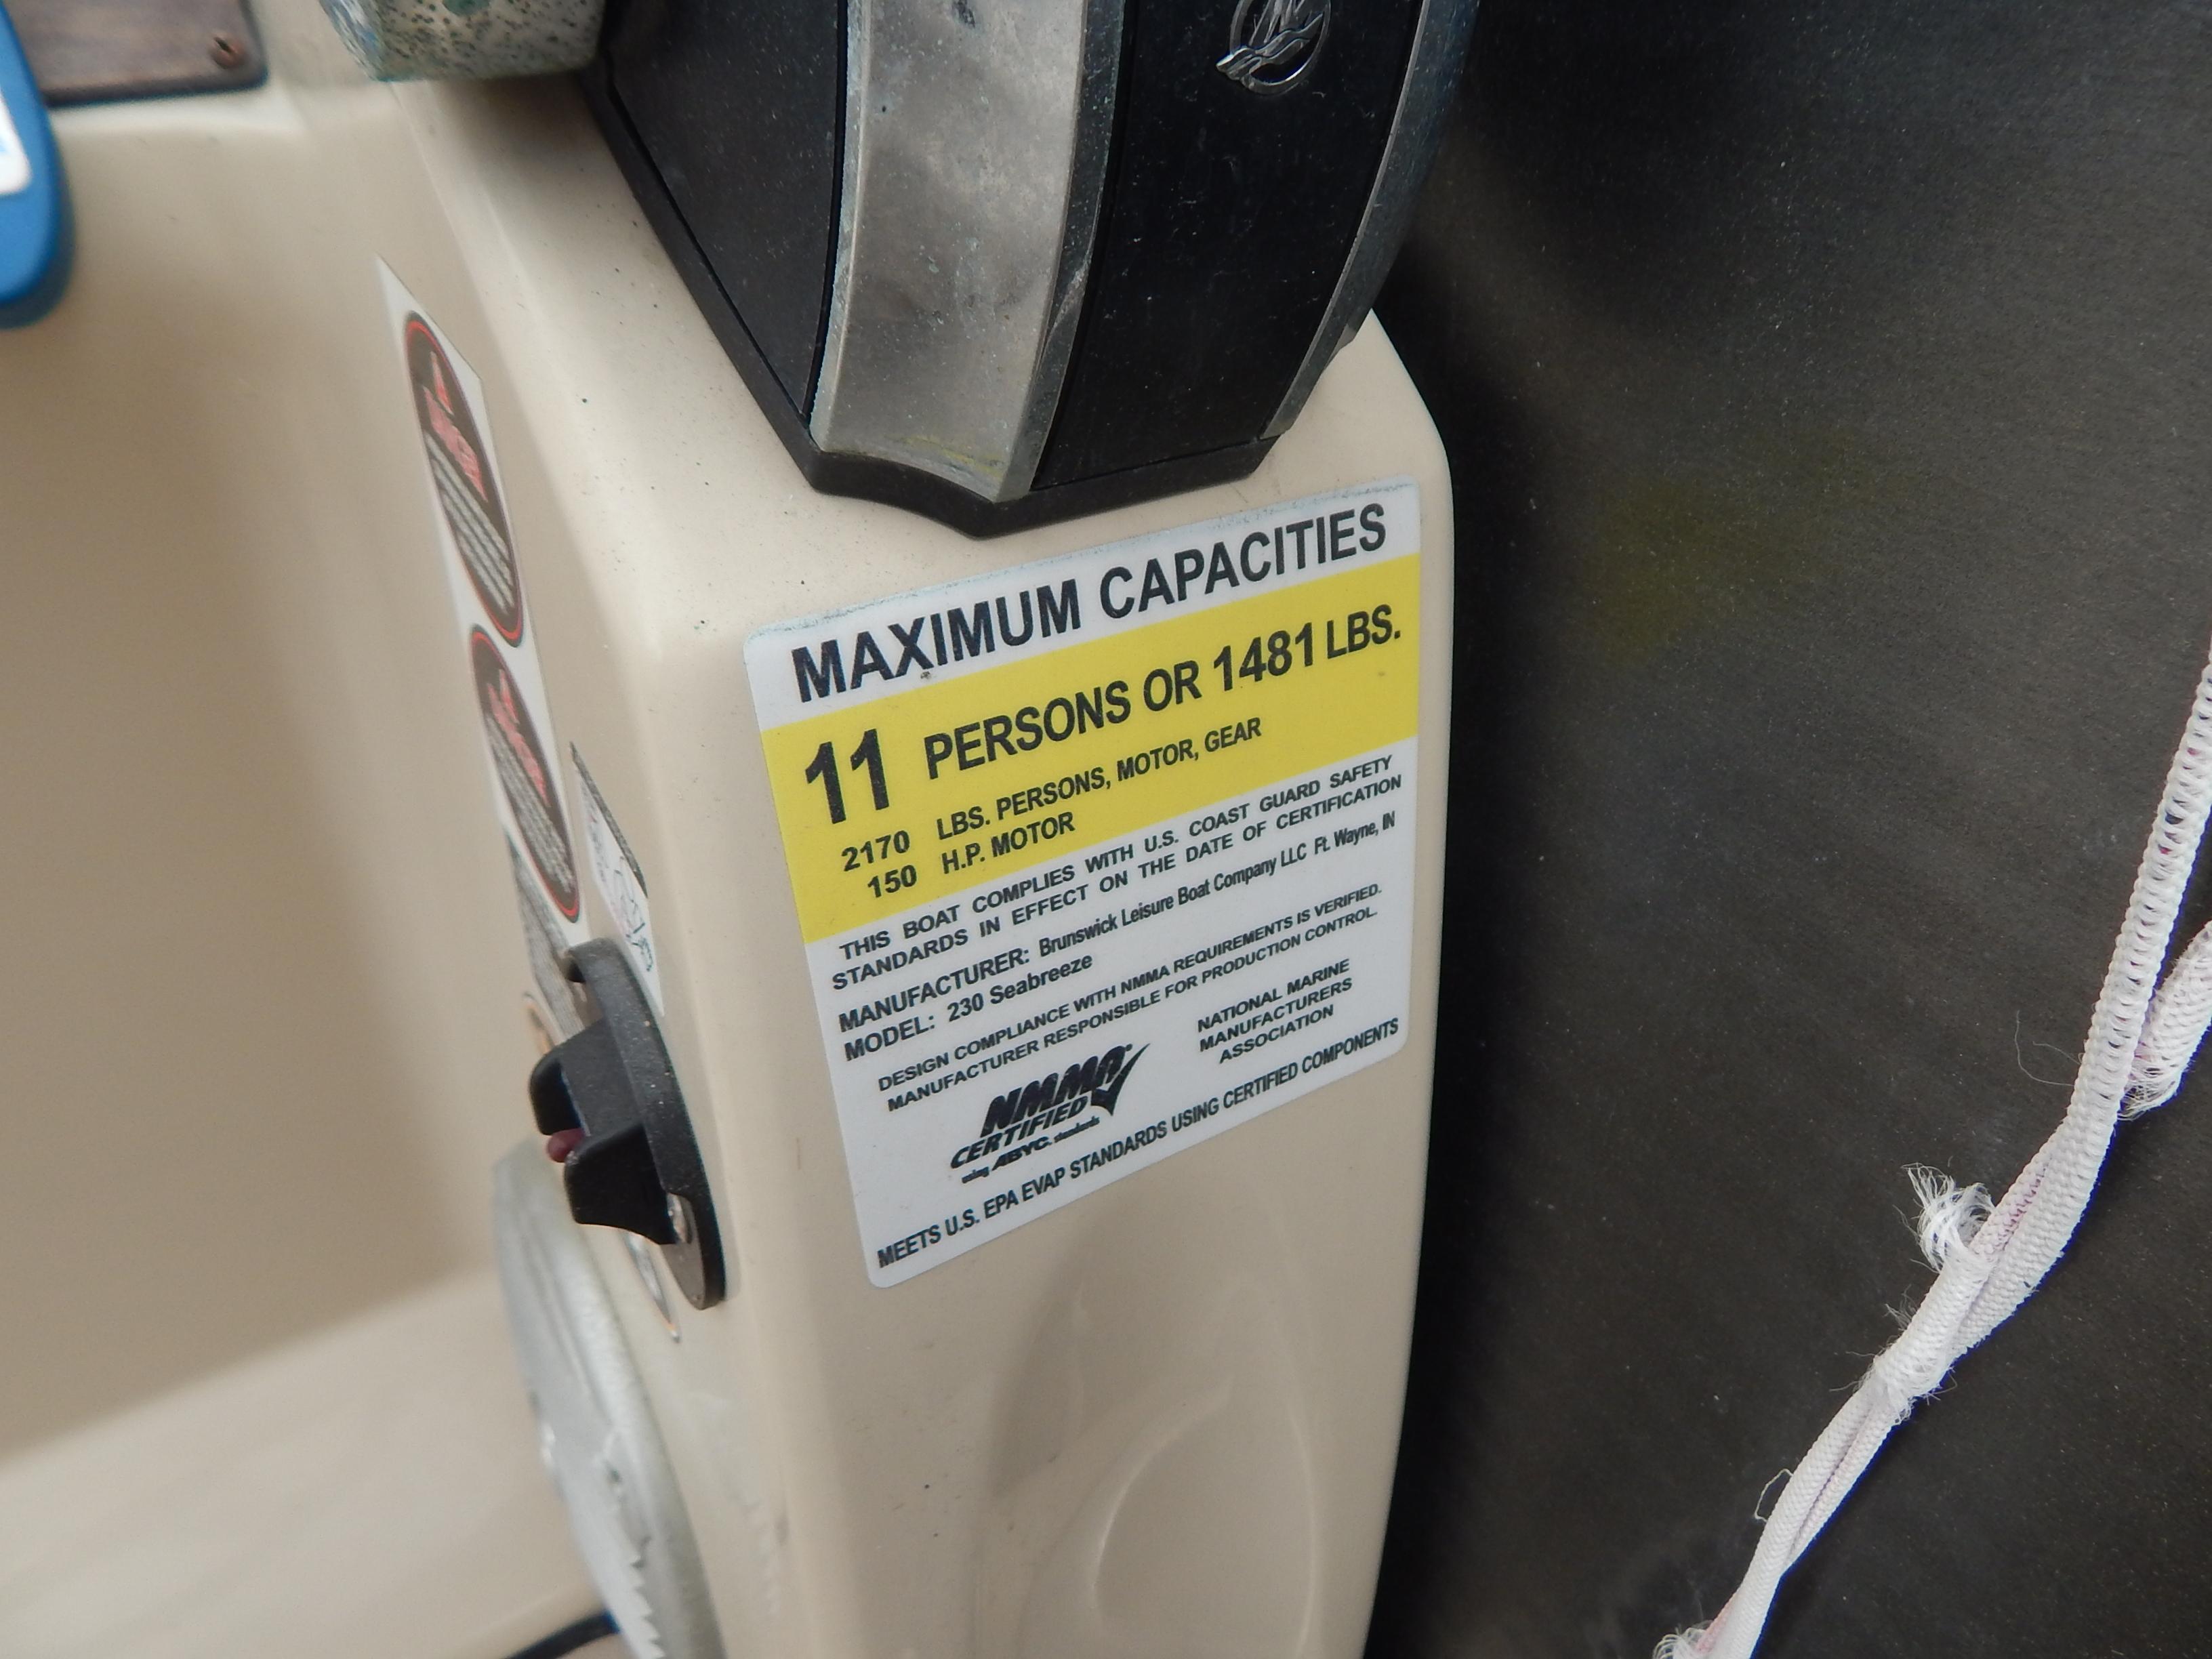 MAXIMUM CAPACITIES
11 PERSONS OR 1481 LBS.
2170 LBS. PERSONS, MOTOR, GEAR
150 H.P. MOTOR
THIS BOAT COMPLIES WITH U.S. COAST GUARD SAFETY
STANDARDS IN EFFECT ON THE DATE OF CERTIFICATION
MANUFACTURER: Brunswick Leisure Boat Company LLC Ft. Wayne, IN
MODEL: 230 Seabreeze
DESIGN COMPLIANCE WITH NMMA REQUIREMENTS IS VERIFIED.
MANUFACTURER RESPONSIBLE FOR PRODUCTION CONTROL.
NMMA
CERTIFIED
using ABYC standards
NATIONAL MARINE
MANUFACTURERS
ASSOCIATION
MEETS U.S. EPA EVAP STANDARDS USING CERTIFIED COMPONENTS